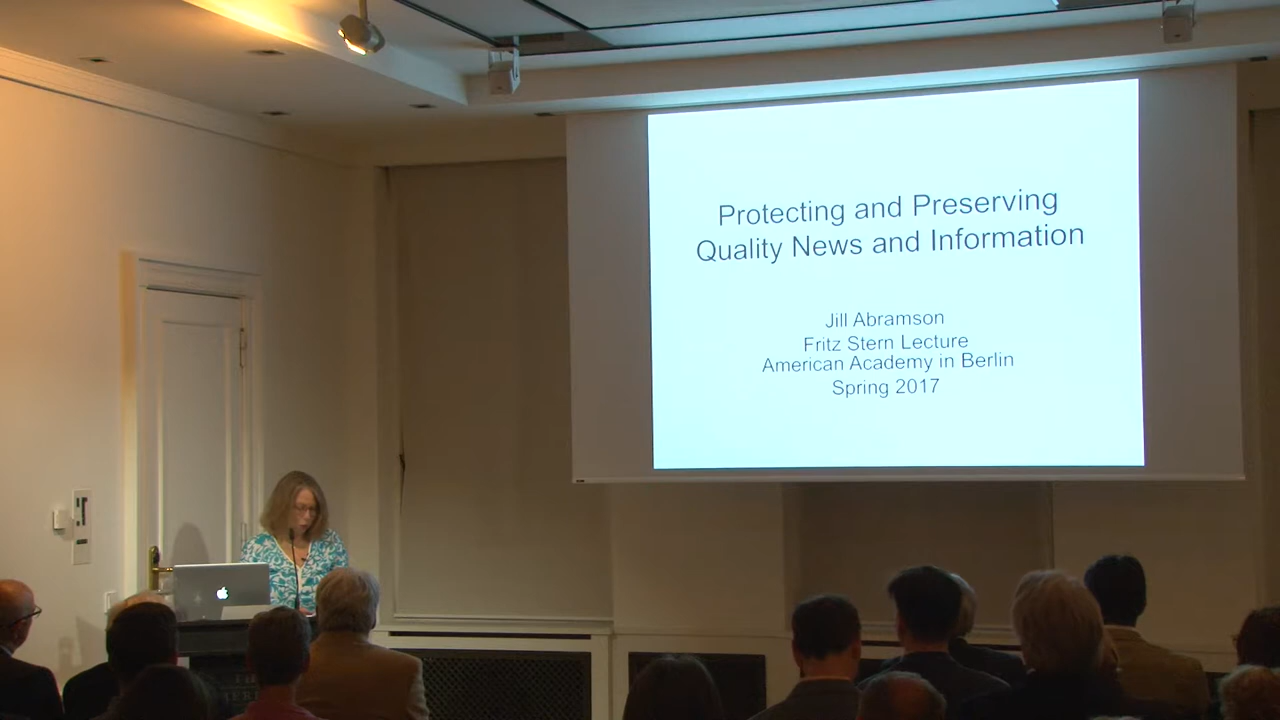 Protecting and Preserving
Quality News and Information
Jill Abramson
Fritz Stern Lecture
American Academy in Berlin
Spring 2017